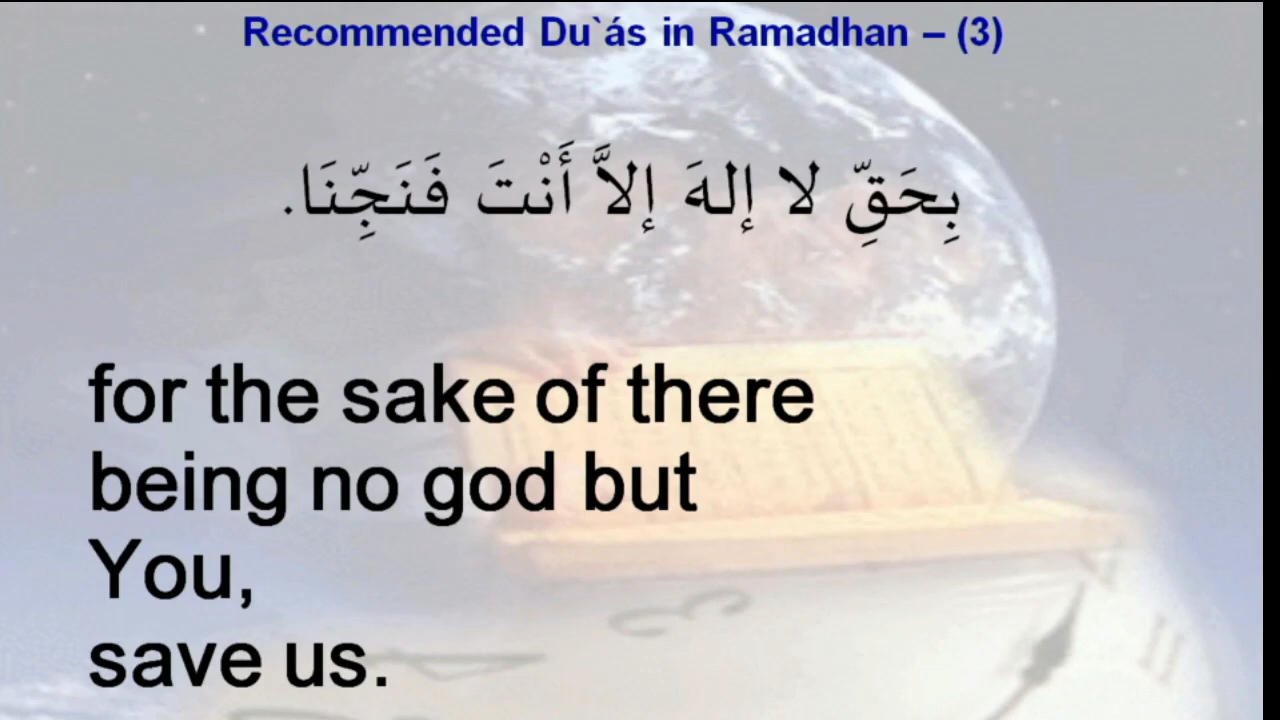 Recommended Du`ás in Ramadhan – (3)
بِحَقِّ لا إلهَ إلاَّ أَنْتَ فَنَجِّنَا.
for the sake of there
being no god but
You,
save us.